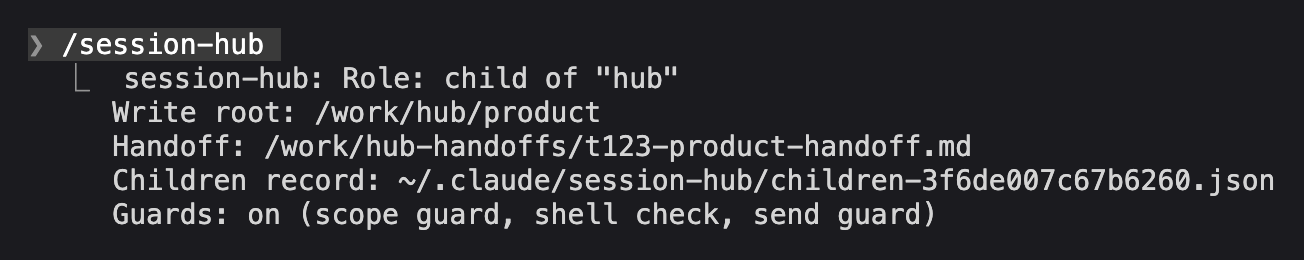 ❯ /session-hub
⎿ session-hub: Role: child of "hub"
Write root: /work/hub/product
Handoff: /work/hub-handoffs/t123-product-handoff.md
Children record: ~/.claude/session-hub/children-3f6de007c67b6260.json
Guards: on (scope guard, shell check, send guard)